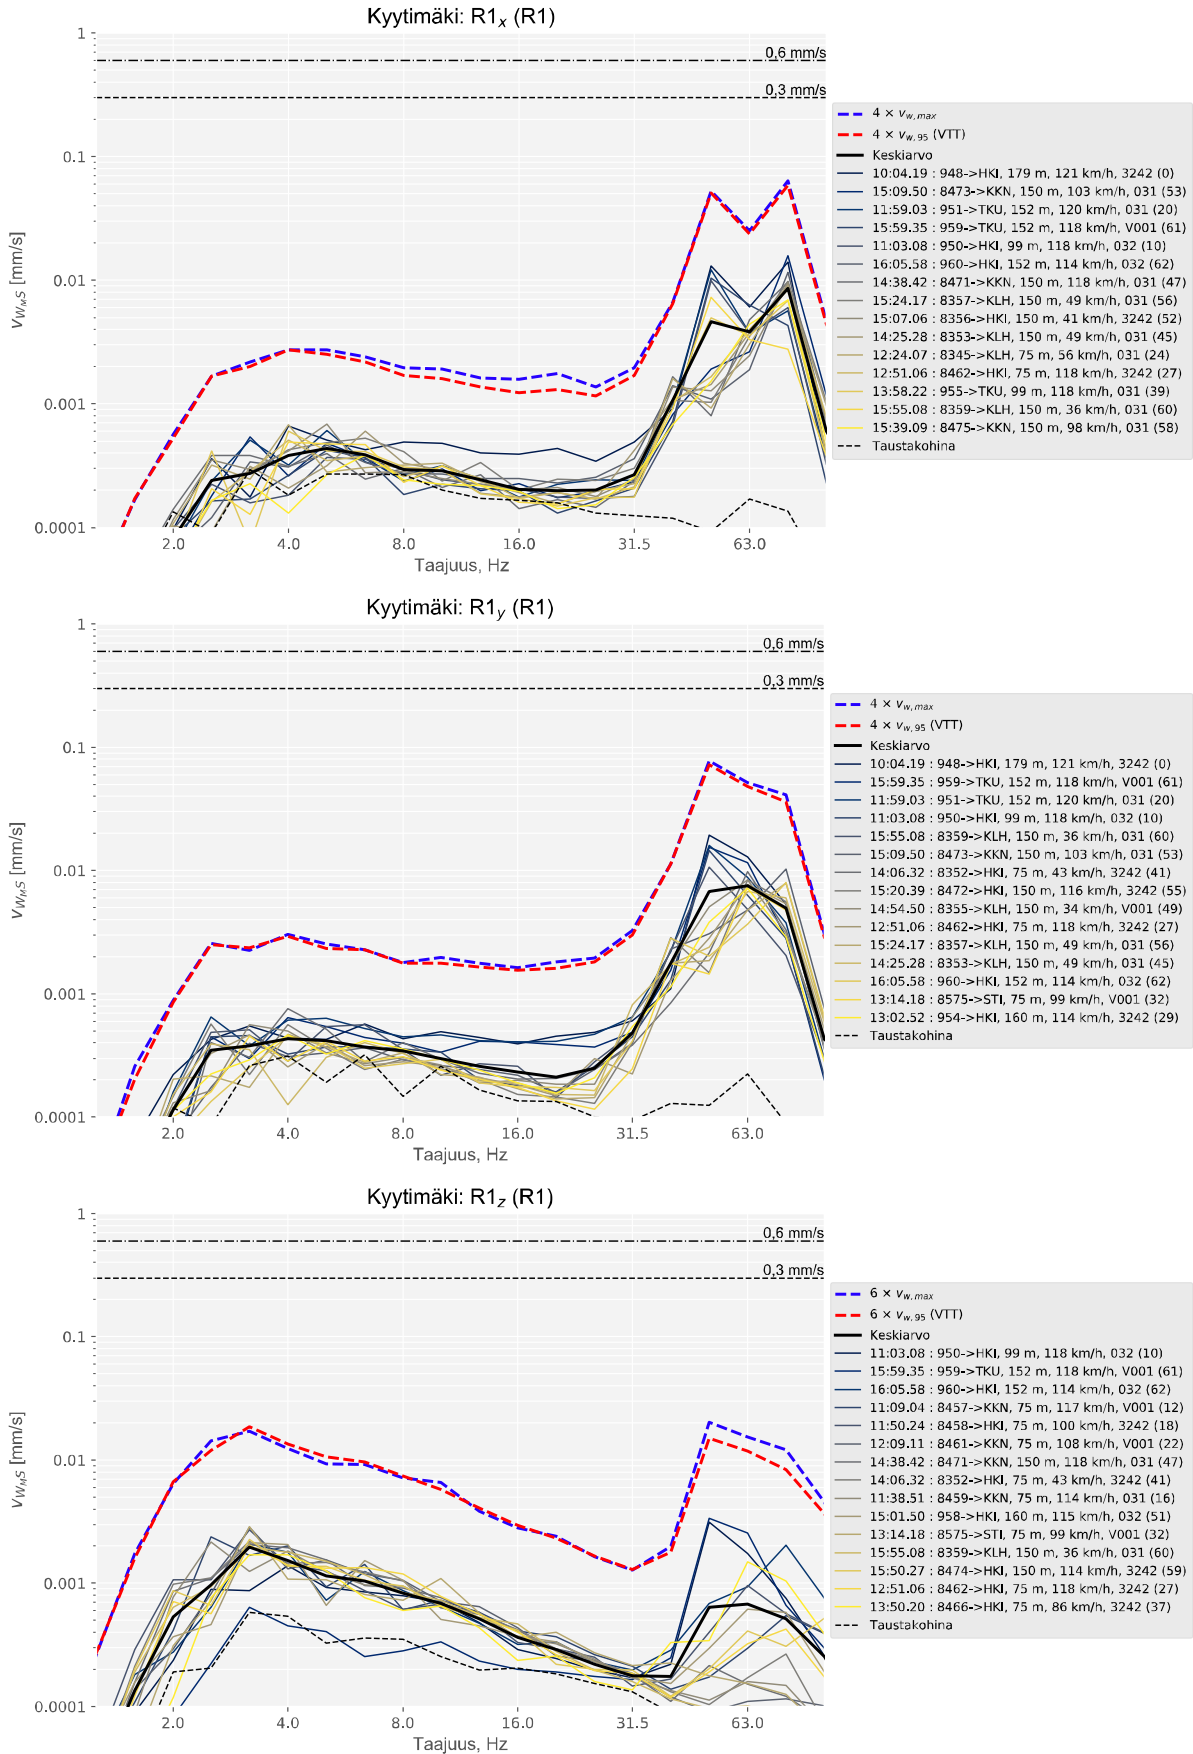 Kyytimäki: R1x (R1)
1
0.1
0.01
0.001
0.0001
vWMS [mm/s]
0,6 mm/s
0,3 mm/s
2.0 4.0 8.0 16.0 31.5 63.0
Taajuus, Hz
4 × vw,max
4 × vw,95 (VTT)
Keskiarvo
10:04.19 : 948->HKI, 179 m, 121 km/h, 3242 (0)
15:09.50 : 8473->KKN, 150 m, 103 km/h, 031 (53)
11:59.03 : 951->TKU, 152 m, 120 km/h, 031 (20)
15:59.35 : 959->TKU, 152 m, 118 km/h, V001 (61)
11:03.08 : 950->HKI, 99 m, 118 km/h, 032 (10)
16:05.58 : 960->HKI, 152 m, 114 km/h, 032 (62)
14:38.42 : 8471->KKN, 150 m, 118 km/h, 031 (47)
15:24.17 : 8357->KLH, 150 m, 49 km/h, 031 (56)
15:07.06 : 8356->HKI, 150 m, 41 km/h, 3242 (52)
14:25.28 : 8353->KLH, 150 m, 49 km/h, 031 (45)
12:24.07 : 8345->KLH, 75 m, 56 km/h, 031 (24)
12:51.06 : 8462->HKI, 75 m, 118 km/h, 3242 (27)
13:58.22 : 955->TKU, 99 m, 118 km/h, 031 (39)
15:55.08 : 8359->KLH, 150 m, 36 km/h, 031 (60)
15:39.09 : 8475->KKN, 150 m, 98 km/h, 031 (58)
Taustakohina
Kyytimäki: R1y (R1)
1
0.1
0.01
0.001
0.0001
vWMS [mm/s]
0,6 mm/s
0,3 mm/s
2.0 4.0 8.0 16.0 31.5 63.0
Taajuus, Hz
4 × vw,max
4 × vw,95 (VTT)
Keskiarvo
10:04.19 : 948->HKI, 179 m, 121 km/h, 3242 (0)
15:59.35 : 959->TKU, 152 m, 118 km/h, V001 (61)
11:59.03 : 951->TKU, 152 m, 120 km/h, 031 (20)
11:03.08 : 950->HKI, 99 m, 118 km/h, 032 (10)
15:55.08 : 8359->KLH, 150 m, 36 km/h, 031 (60)
15:09.50 : 8473->KKN, 150 m, 103 km/h, 031 (53)
14:06.32 : 8352->HKI, 75 m, 43 km/h, 3242 (41)
15:20.39 : 8472->HKI, 150 m, 116 km/h, 3242 (55)
14:54.50 : 8355->KLH, 150 m, 34 km/h, V001 (49)
12:51.06 : 8462->HKI, 75 m, 118 km/h, 3242 (27)
15:24.17 : 8357->KLH, 150 m, 49 km/h, 031 (56)
14:25.28 : 8353->KLH, 150 m, 49 km/h, 031 (45)
16:05.58 : 960->HKI, 152 m, 114 km/h, 032 (62)
13:14.18 : 8575->STI, 75 m, 99 km/h, V001 (32)
13:02.52 : 954->HKI, 160 m, 114 km/h, 3242 (29)
Taustakohina
Kyytimäki: R1z (R1)
1
0.1
0.01
0.001
0.0001
vWMS [mm/s]
0,6 mm/s
0,3 mm/s
2.0 4.0 8.0 16.0 31.5 63.0
Taajuus, Hz
6 × vw,max
6 × vw,95 (VTT)
Keskiarvo
11:03.08 : 950->HKI, 99 m, 118 km/h, 032 (10)
15:59.35 : 959->TKU, 152 m, 118 km/h, V001 (61)
16:05.58 : 960->HKI, 152 m, 114 km/h, 032 (62)
11:09.04 : 8457->KKN, 75 m, 117 km/h, V001 (12)
11:50.24 : 8458->HKI, 75 m, 100 km/h, 3242 (18)
12:09.11 : 8461->KKN, 75 m, 108 km/h, V001 (22)
14:38.42 : 8471->KKN, 150 m, 118 km/h, 031 (47)
14:06.32 : 8352->HKI, 75 m, 43 km/h, 3242 (41)
11:38.51 : 8459->KKN, 75 m, 114 km/h, 031 (16)
15:01.50 : 958->HKI, 160 m, 115 km/h, 032 (51)
13:14.18 : 8575->STI, 75 m, 99 km/h, V001 (32)
15:55.08 : 8359->KLH, 150 m, 36 km/h, 031 (60)
15:50.27 : 8474->HKI, 150 m, 114 km/h, 3242 (59)
12:51.06 : 8462->HKI, 75 m, 118 km/h, 3242 (27)
13:50.20 : 8466->HKI, 75 m, 86 km/h, 3242 (37)
Taustakohina